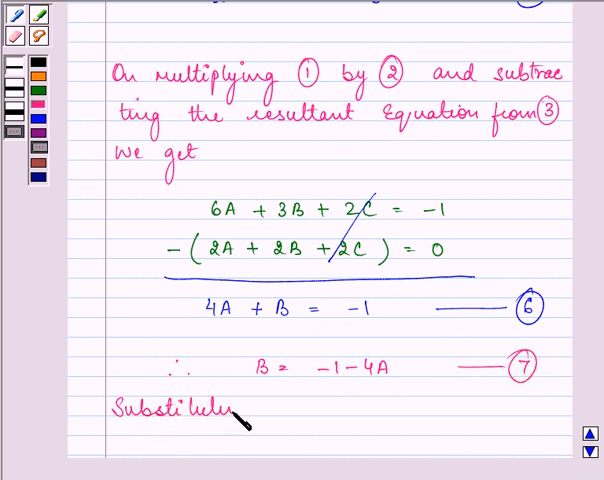 On multiplying ① by ② and subtrac
ting the resultant Equation from ③
We get
6A + 3B + 2C = -1
- ( 2A + 2B + 2C ) = 0
4A + B = -1 —— ⑥
∴ B = -1 - 4A —— ⑦
Substitutin